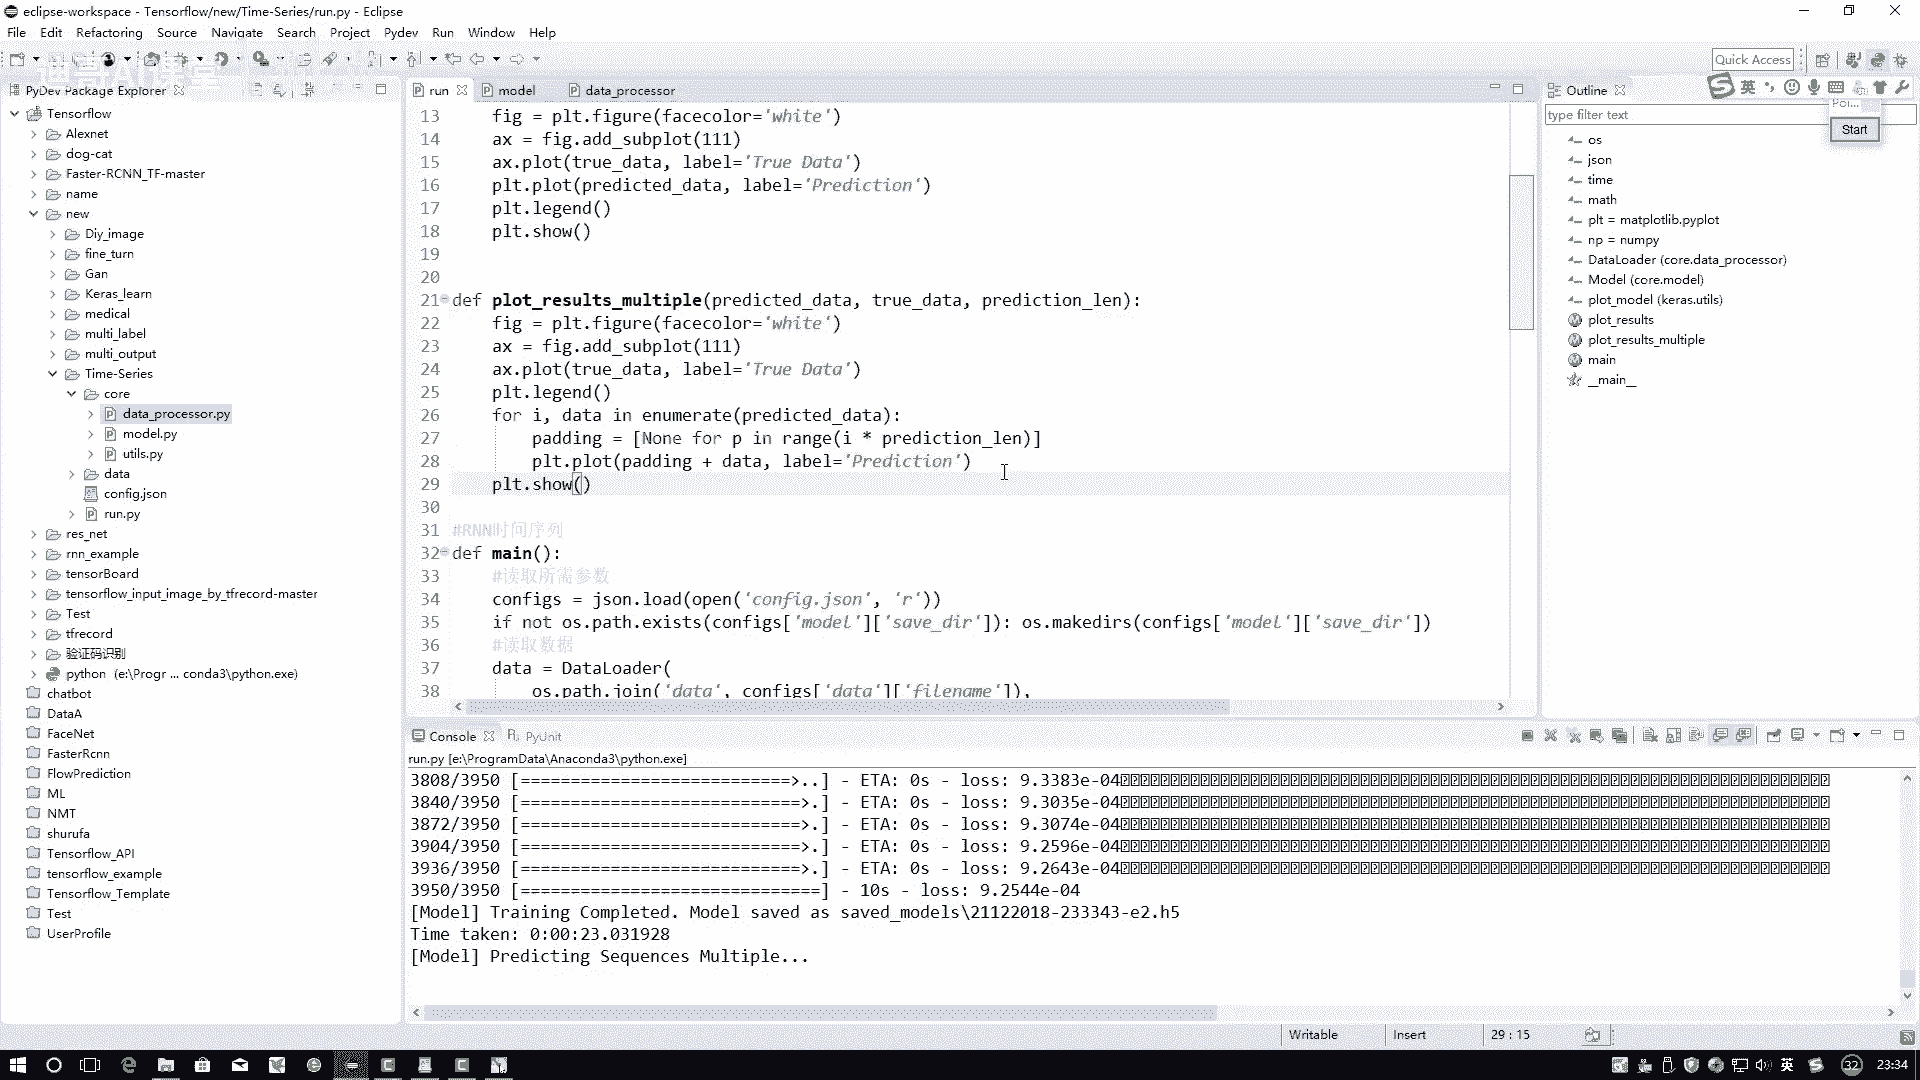 eclipse-workspace - Tensorflow/new/Time-Series/run.py - Eclipse
File Edit Refactoring Source Navigate Search Project Pydev Run Window Help
Quick Access
PyDev Package Explorer
Tensorflow
Alexnet
dog-cat
Faster-RCNN_TF-master
name
new
Diy_image
fine_turn
Gan
Keras_learn
medical
multi_label
multi_output
Time-Series
core
data_processor.py
model.py
utils.py
data
config.json
run.py
res_net
rnn_example
tensorBoard
tensorflow_input_image_by_tfrecord-master
Test
tfrecord
验证码识别
python (e:\Progr ... conda3\python.exe)
chatbot
DataA
FaceNet
FasterRcnn
FlowPrediction
ML
NMT
shurufa
Tensorflow_API
tensorflow_example
Tensorflow_Template
Test
UserProfile
run model data_processor
13 fig = plt.figure(facecolor='white')
14 ax = fig.add_subplot(111)
15 ax.plot(true_data, label='True Data')
16 plt.plot(predicted_data, label='Prediction')
17 plt.legend()
18 plt.show()
19
20
21 def plot_results_multiple(predicted_data, true_data, prediction_len):
22 fig = plt.figure(facecolor='white')
23 ax = fig.add_subplot(111)
24 ax.plot(true_data, label='True Data')
25 plt.legend()
26 for i, data in enumerate(predicted_data):
27 padding = [None for p in range(i * prediction_len)]
28 plt.plot(padding + data, label='Prediction')
29 plt.show()
30
31 #RNN时间序列
32 def main():
33 #读取所需参数
34 configs = json.load(open('config.json', 'r'))
35 if not os.path.exists(configs['model']['save_dir']): os.makedirs(configs['model']['save_dir'])
36 #读取数据
37 data = DataLoader(
38 os.path.join('data', configs['data']['filename']),
Outline
英
Start
type filter text
os
json
time
math
plt = matplotlib.pyplot
np = numpy
DataLoader (core.data_processor)
Model (core.model)
plot_model (keras.utils)
plot_results
plot_results_multiple
main
__main__
Console PyUnit
run.py [e:\ProgramData\Anaconda3\python.exe]
3808/3950 [===========================>..] - ETA: 0s - loss: 9.3383e-04
3840/3950 [============================>.] - ETA: 0s - loss: 9.3035e-04
3872/3950 [============================>.] - ETA: 0s - loss: 9.3074e-04
3904/3950 [============================>.] - ETA: 0s - loss: 9.2596e-04
3936/3950 [============================>.] - ETA: 0s - loss: 9.2643e-04
3950/3950 [==============================] - 10s - loss: 9.2544e-04
[Model] Training Completed. Model saved as saved_models\21122018-233343-e2.h5
Time taken: 0:00:23.031928
[Model] Predicting Sequences Multiple...
Writable Insert 29 : 15
英 32 23:34